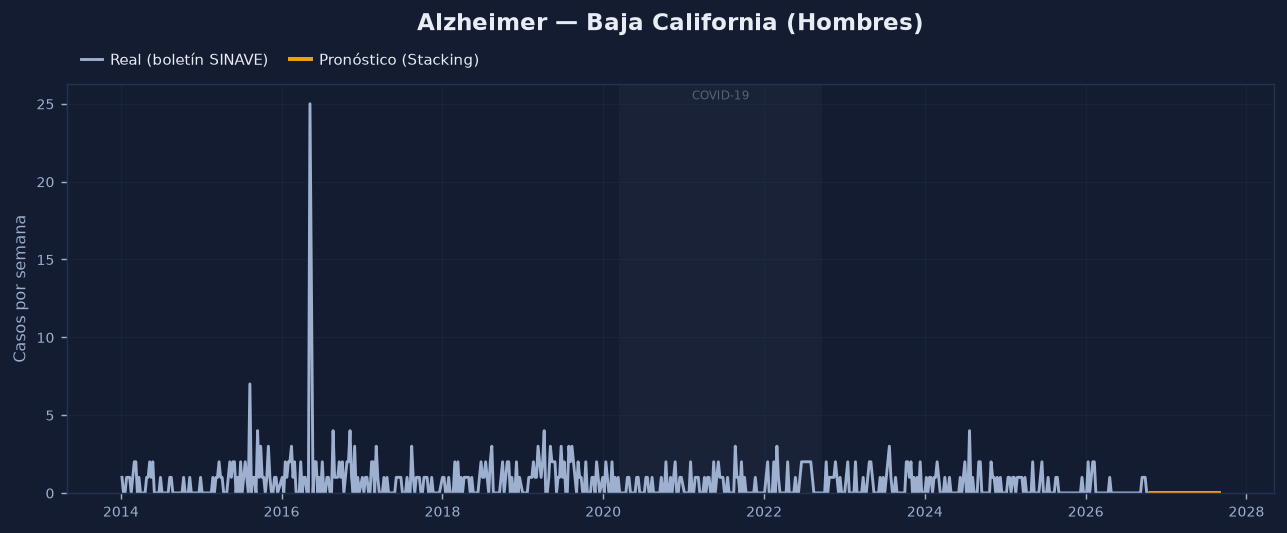 Alzheimer — Baja California (Hombres)
Real (boletín SINAVE) Pronóstico (Stacking)
COVID-19
Casos por semana
25
20
15
10
5
0
2014 2016 2018 2020 2022 2024 2026 2028